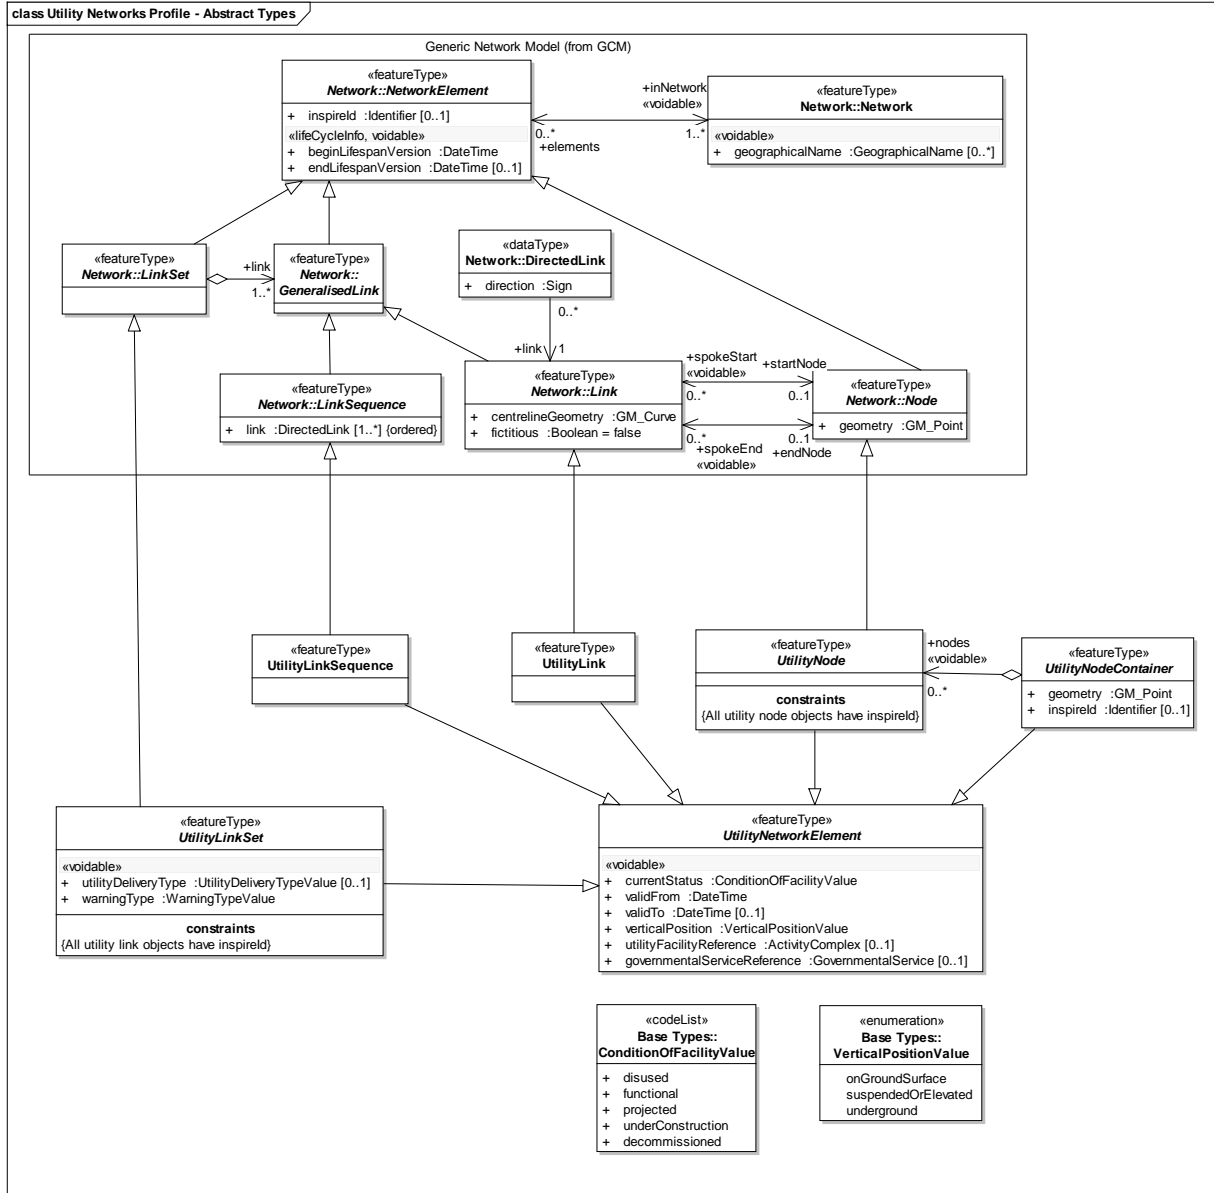 class Utility Networks Profile - Abstract Types
Generic Network Model (from GCM)
«featureType»
Network::NetworkElement
+ inspireId :Identifier [0..1]
«lifeCycleInfo, voidable»
+ beginLifespanVersion :DateTime
+ endLifespanVersion :DateTime [0..1]
+inNetwork
«voidable»
0..*
1..*
+elements
«featureType»
Network::Network
«voidable»
+ geographicalName :GeographicalName [0..*]
«featureType»
Network::LinkSet
+link
1..*
«featureType»
Network::
GeneralisedLink
«dataType»
Network::DirectedLink
+ direction :Sign
0..*
+link 1
«featureType»
Network::LinkSequence
+ link :DirectedLink [1..*] {ordered}
«featureType»
Network::Link
+ centrelineGeometry :GM_Curve
+ fictitious :Boolean = false
+spokeStart
«voidable»
+startNode
0..*
0..1
0..*
0..1
+spokeEnd
«voidable»
+endNode
«featureType»
Network::Node
+ geometry :GM_Point
«featureType»
UtilityLinkSequence
«featureType»
UtilityLink
«featureType»
UtilityNode
constraints
{All utility node objects have inspireId}
+nodes
«voidable»
0..*
«featureType»
UtilityNodeContainer
+ geometry :GM_Point
+ inspireId :Identifier [0..1]
«featureType»
UtilityLinkSet
«voidable»
+ utilityDeliveryType :UtilityDeliveryTypeValue [0..1]
+ warningType :WarningTypeValue
constraints
{All utility link objects have inspireId}
«featureType»
UtilityNetworkElement
«voidable»
+ currentStatus :ConditionOfFacilityValue
+ validFrom :DateTime
+ validTo :DateTime [0..1]
+ verticalPosition :VerticalPositionValue
+ utilityFacilityReference :ActivityComplex [0..1]
+ governmentalServiceReference :GovernmentalService [0..1]
«codeList»
Base Types::
ConditionOfFacilityValue
+ disused
+ functional
+ projected
+ underConstruction
+ decommissioned
«enumeration»
Base Types::
VerticalPositionValue
onGroundSurface
suspendedOrElevated
underground